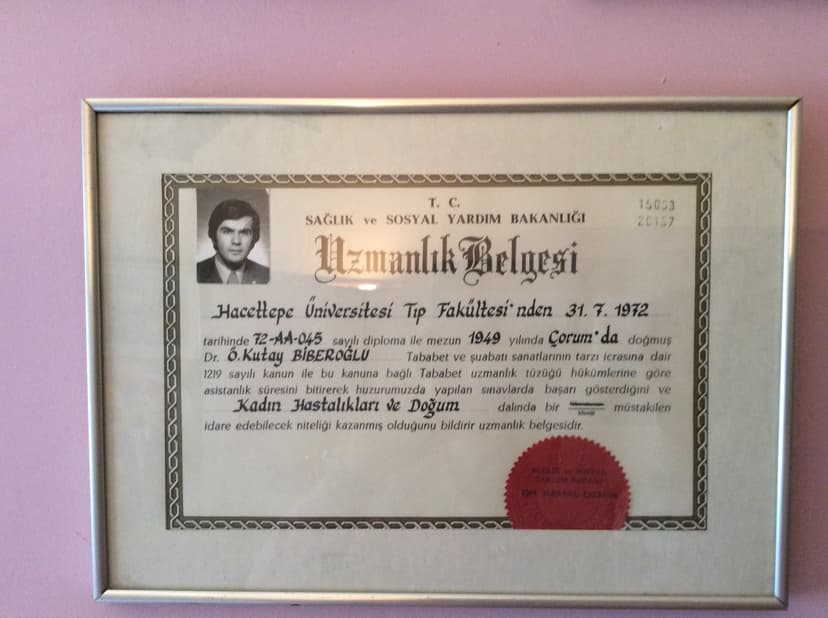 T. C.
SAĞLIK ve SOSYAL YARDIM BAKANLIĞI
Uzmanlık Belgesi
Hacettepe Üniversitesi Tıp Fakültesi'nden 31. 7. 1972
tarihinde 72-AA-045 sayılı diploma ile mezun 1949 yılında Çorum'da doğmuş
Dr. Ö. Kutay BİBEROĞLU Tababet ve şuabatı sanatlarının tarzı icrasına dair
1219 sayılı kanun ile bu kanuna bağlı Tababet uzmanlık tüzüğü hükümlerine göre
asistanlık süresini bitirerek huzurumuzda yapılan sınavlarda başarı gösterdiğini ve
Kadın Hastalıkları ve Doğum dalında bir müstakilen
idare edebilecek niteliği kazanmış olduğunu bildirir uzmanlık belgesidir.